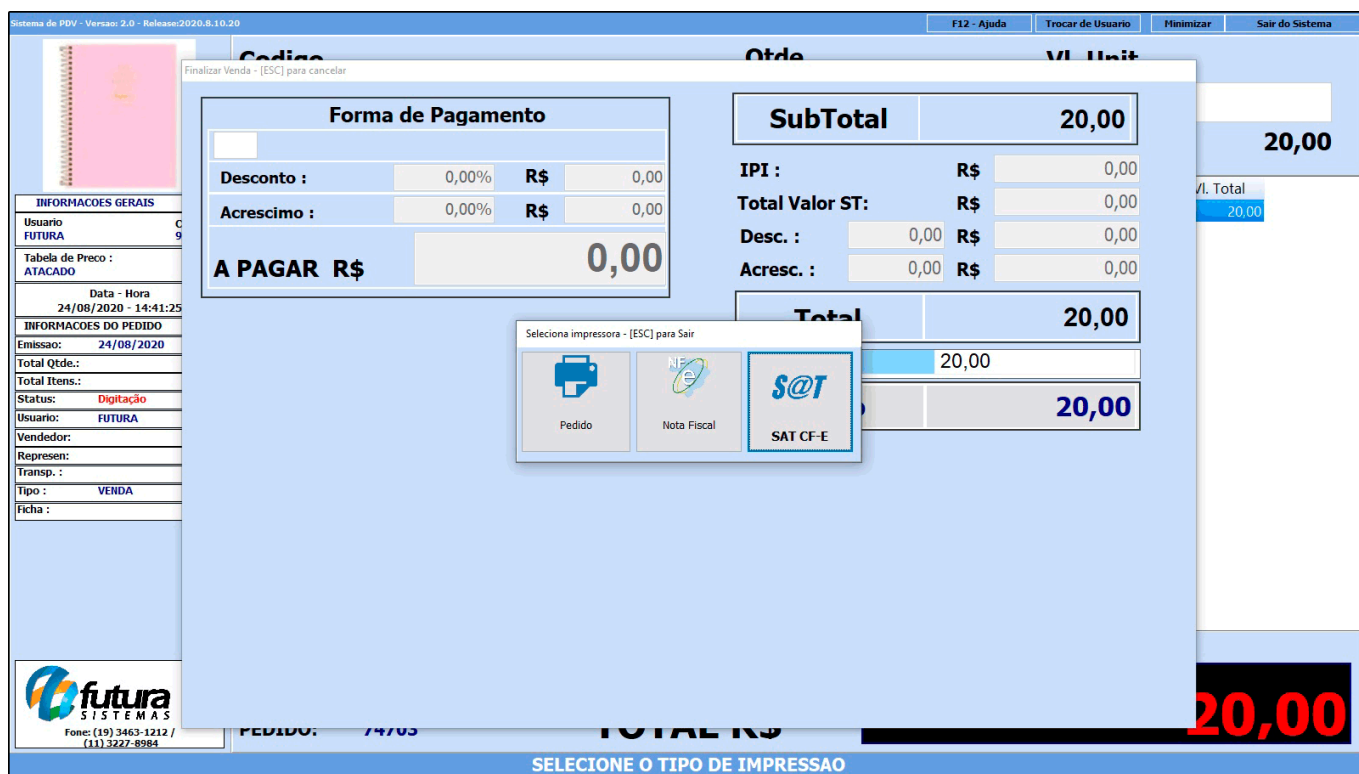 Sistema de PDV - Versao: 2.0 - Release:2020.8.10.20
F12 - Ajuda
Trocar de Usuario
Minimizar
Sair do Sistema
Codigo
Qtde
Vl. Unit
20,00
Vl. Total
20,00
INFORMACOES GERAIS
Usuario
FUTURA 9
Tabela de Preco :
ATACADO
Data - Hora
24/08/2020 - 14:41:25
INFORMACOES DO PEDIDO
Emissao: 24/08/2020
Total Qtde.:
Total Itens.:
Status: Digitação
Usuario: FUTURA
Vendedor:
Represen:
Transp. :
Tipo : VENDA
Ficha :
futura
SISTEMAS
Fone: (19) 3463-1212 /
(11) 3227-8984
Finalizar Venda - [ESC] para cancelar
Forma de Pagamento
Desconto : 0,00% R$ 0,00
Acrescimo : 0,00% R$ 0,00
A PAGAR R$ 0,00
SubTotal 20,00
IPI : R$ 0,00
Total Valor ST: R$ 0,00
Desc. : 0,00 R$ 0,00
Acresc. : 0,00 R$ 0,00
Total 20,00
20,00
20,00
Seleciona impressora - [ESC] para Sair
Pedido
NF e
Nota Fiscal
S@T
SAT CF-E
PEDIDO: 74703
TOTAL R$
20,00
SELECIONE O TIPO DE IMPRESSAO